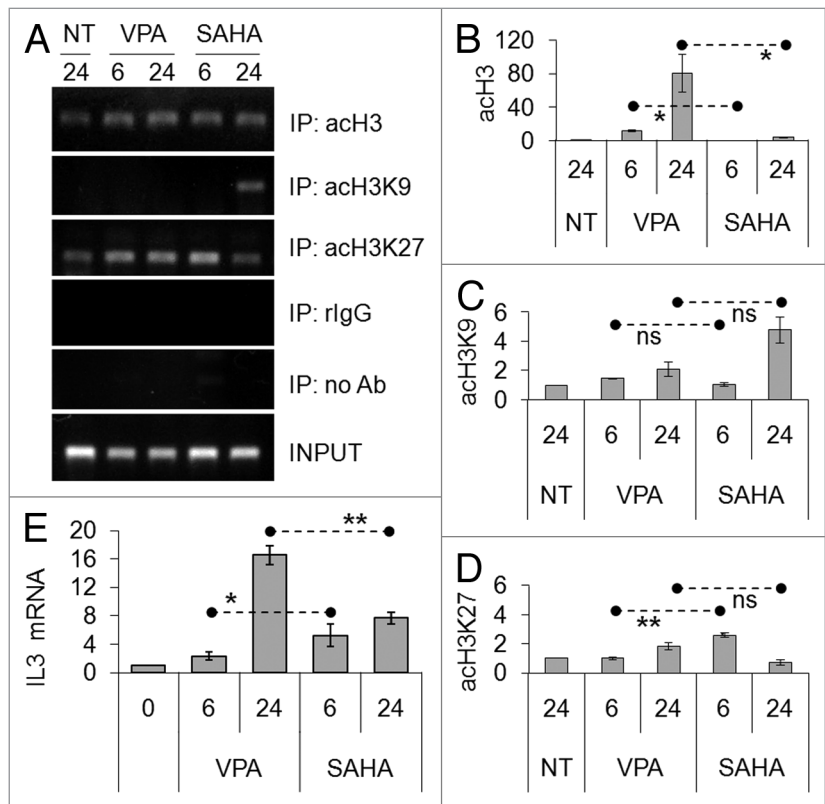 A
NT VPA SAHA
24 6 24 6 24
IP: acH3
IP: acH3K9
IP: acH3K27
IP: rIgG
IP: no Ab
INPUT
B
acH3
120
80
40
0
*
*
24 6 24 6 24
NT VPA SAHA
C
acH3K9
6
4
2
0
ns
ns
24 6 24 6 24
NT VPA SAHA
D
acH3K27
6
4
2
0
ns
**
24 6 24 6 24
NT VPA SAHA
E
IL3 mRNA
20
16
12
8
4
0
**
*
0 6 24 6 24
VPA SAHA